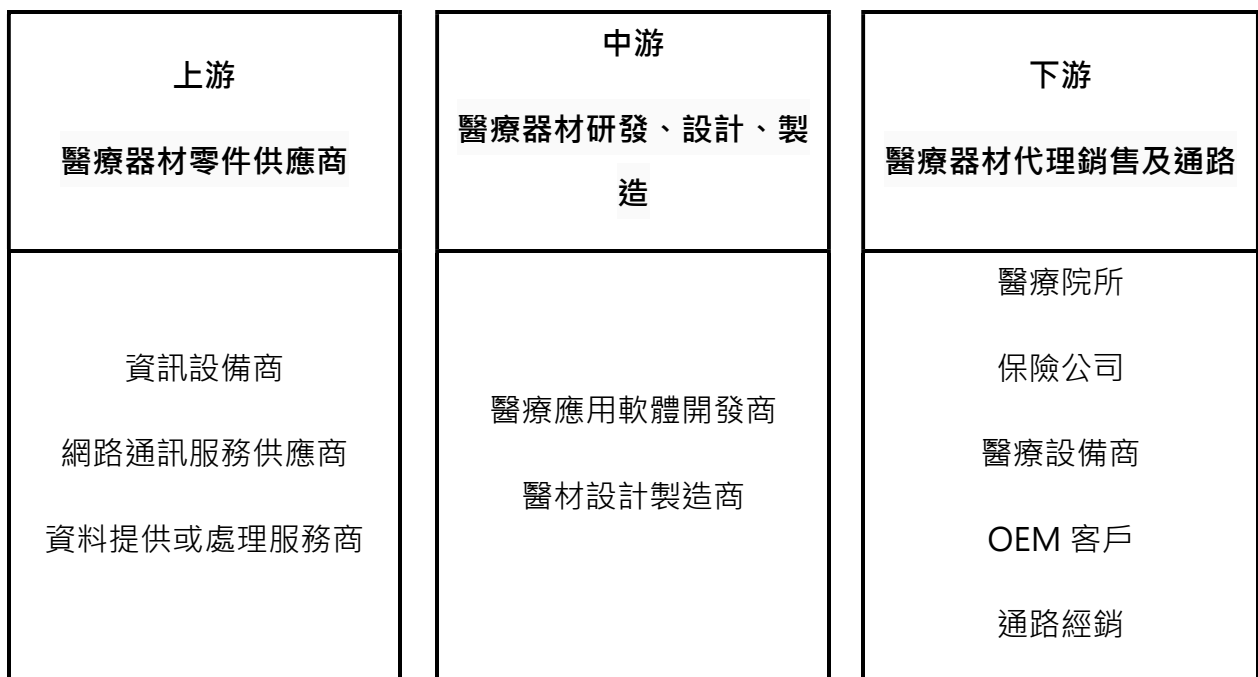 上游
醫療器材零件供應商
資訊設備商
網路通訊服務供應商
資料提供或處理服務商
中游
醫療器材研發、設計、製
造
醫療應用軟體開發商
醫材設計製造商
下游
醫療器材代理銷售及通路
醫療院所
保險公司
醫療設備商
OEM 客戶
通路經銷